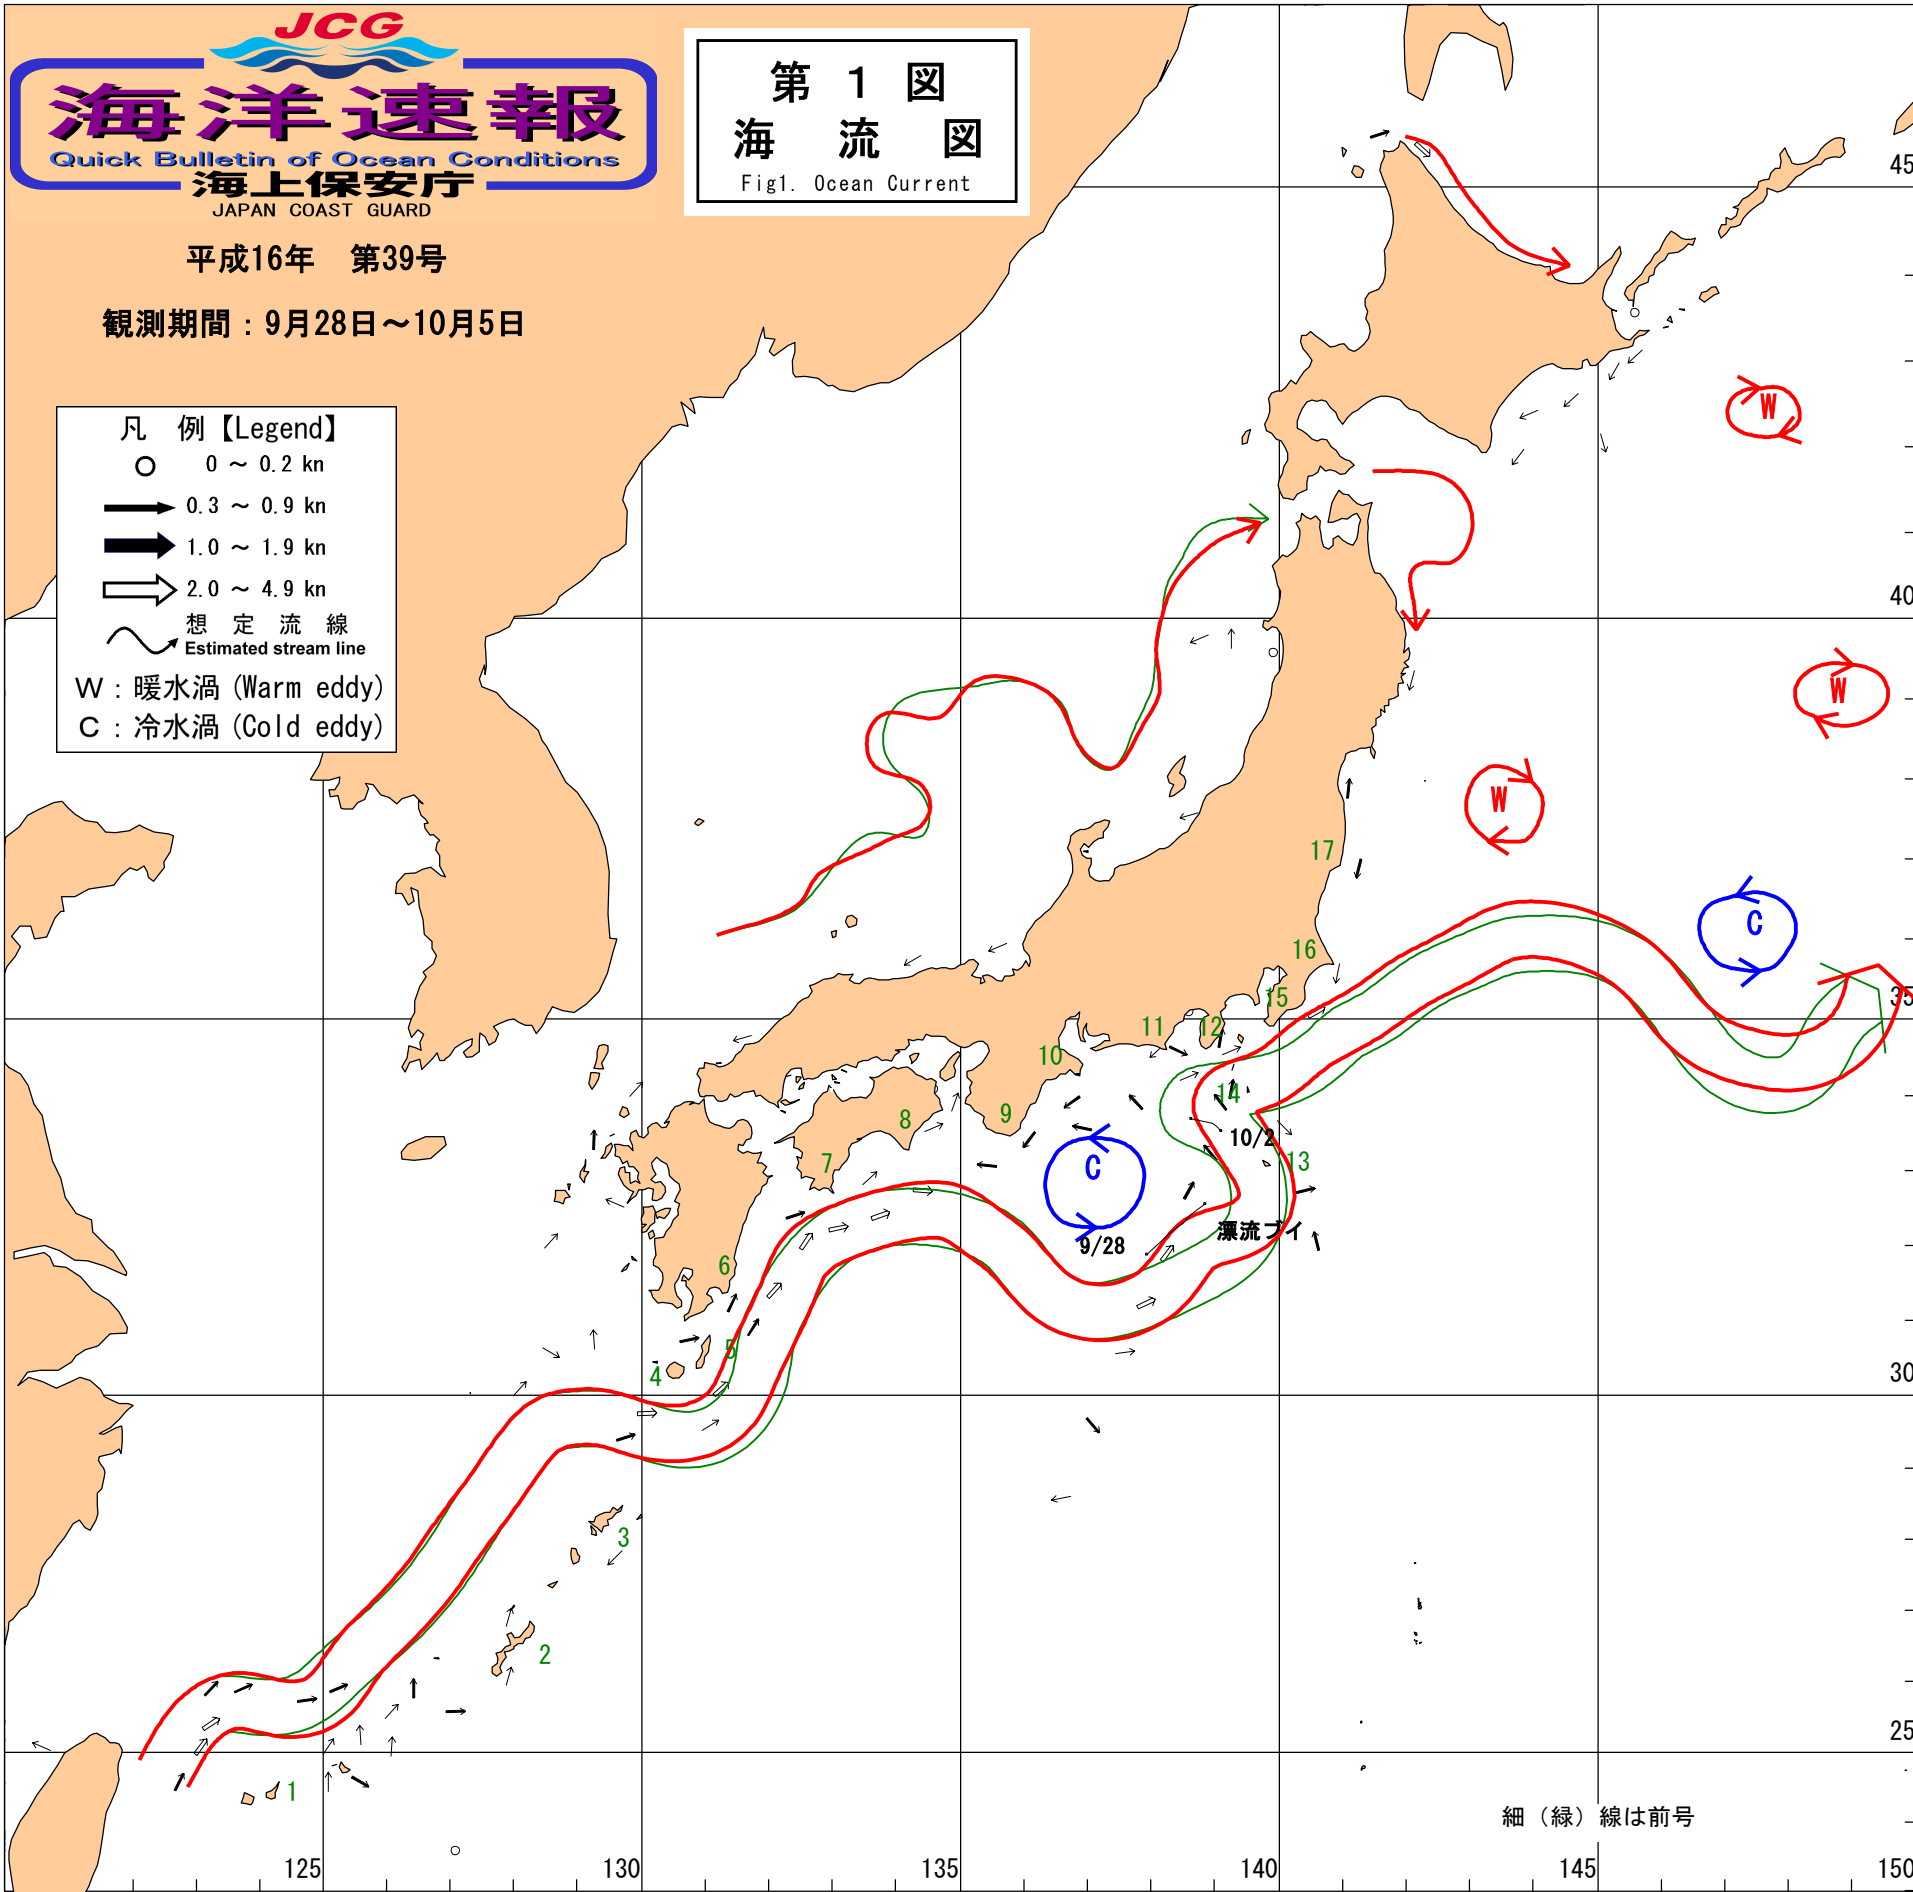 JCG
海洋速報
Quick Bulletin of Ocean Conditions
海上保安庁
JAPAN COAST GUARD
平成16年 第39号
観測期間：9月28日～10月5日
第 1 図
海 流 図
Fig1. Ocean Current
凡 例【Legend】
0 ～ 0.2 kn
0.3 ～ 0.9 kn
1.0 ～ 1.9 kn
2.0 ～ 4.9 kn
想 定 流 線
Estimated stream line
W：暖水渦(Warm eddy)
C：冷水渦(Cold eddy)
45
W
40
W
W
17
C
16
35
15
12
11
10
14
9
8
10/2
13
7
C
漂流ブイ
9/28
6
5
4
30
3
2
25
1
細（緑）線は前号
125
130
135
140
145
150